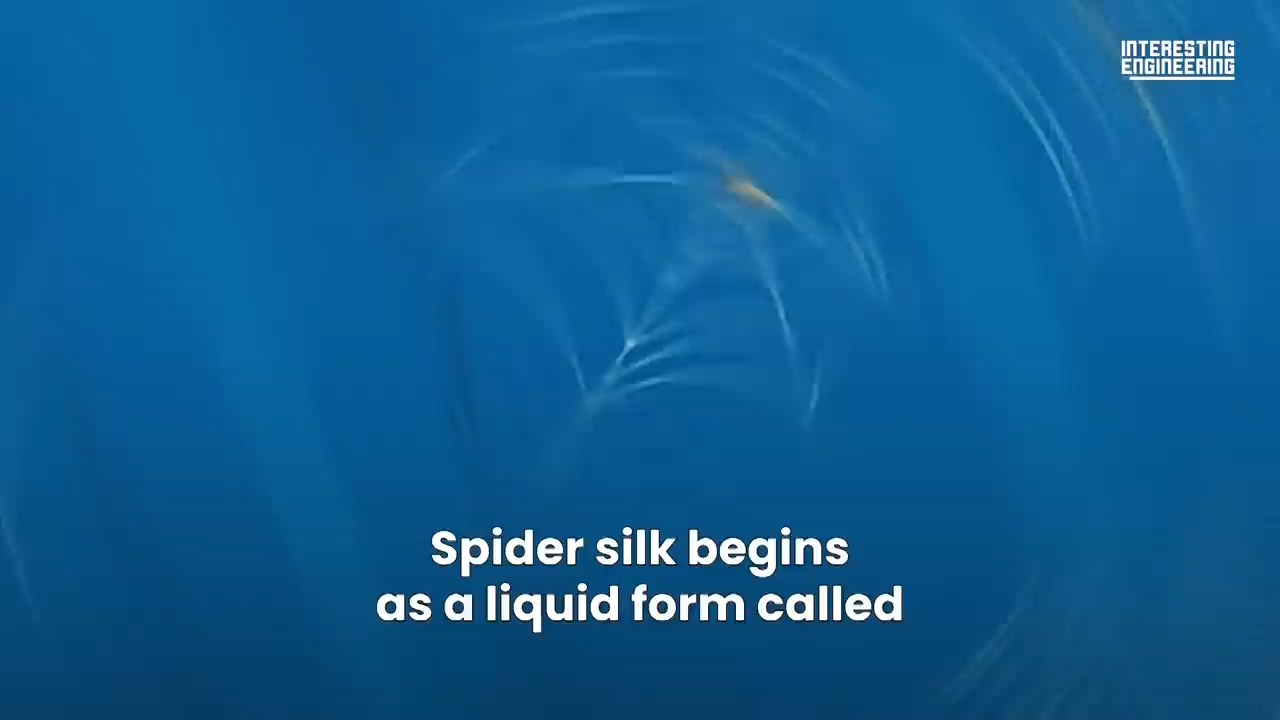 INTERESTING
ENGINEERING
Spider silk begins
as a liquid form called